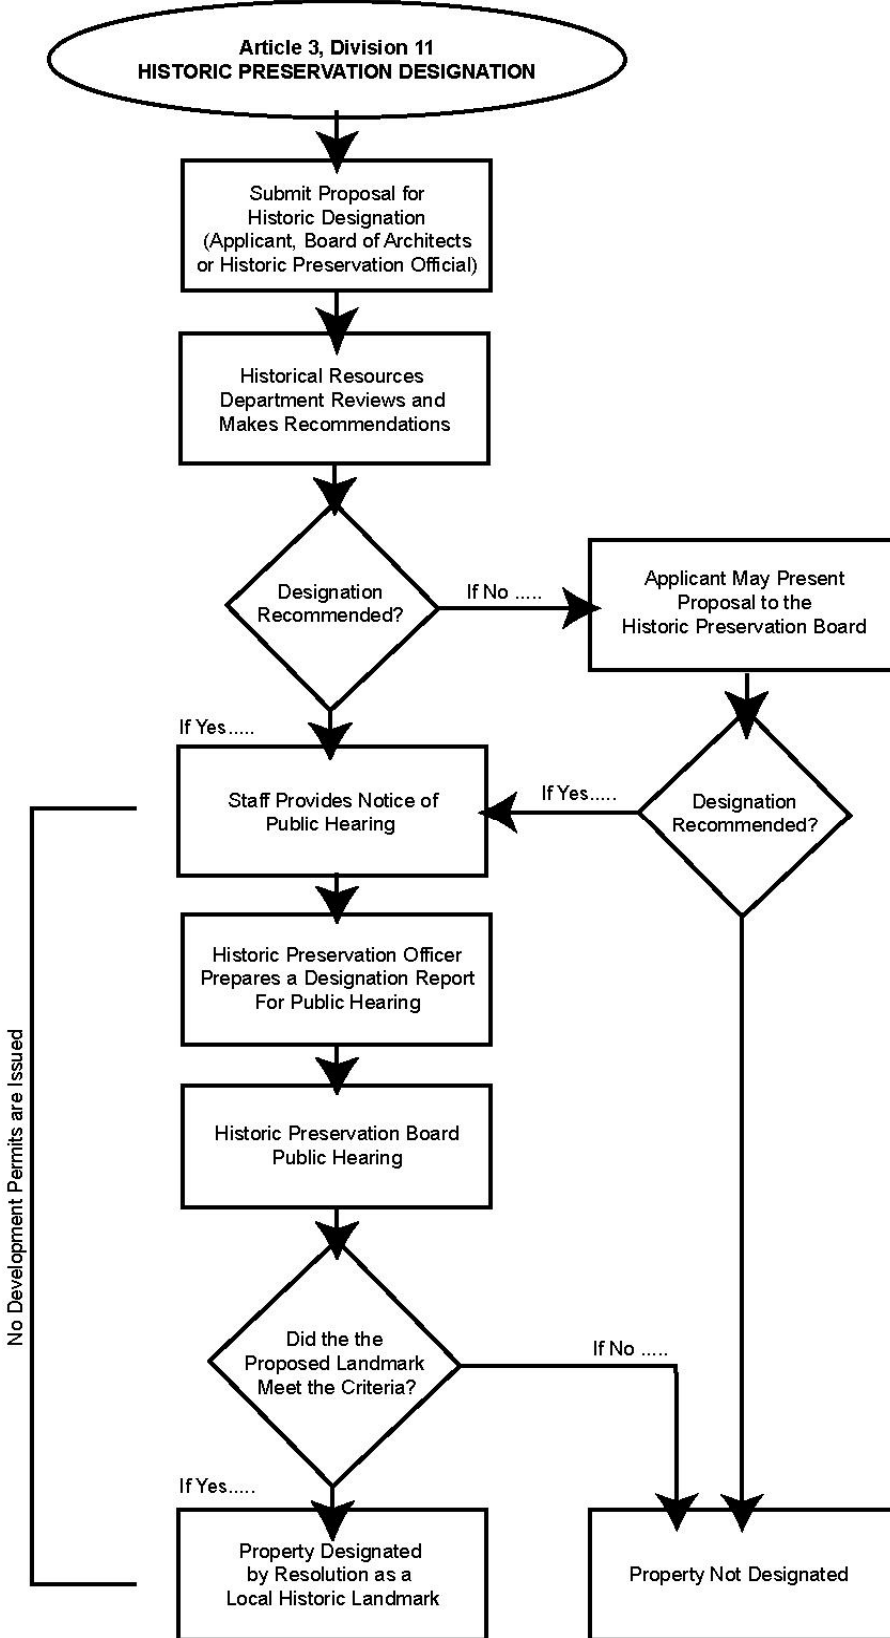 Article 3, Division 11
HISTORIC PRESERVATION DESIGNATION
Submit Proposal for
Historic Designation
(Applicant, Board of Architects
or Historic Preservation Official)
Historical Resources
Department Reviews and
Makes Recommendations
Designation
Recommended?
If No .....
Applicant May Present
Proposal to the
Historic Preservation Board
If Yes.....
Staff Provides Notice of
Public Hearing
If Yes.....
Designation
Recommended?
Historic Preservation Officer
Prepares a Designation Report
For Public Hearing
No Development Permits are Issued
Historic Preservation Board
Public Hearing
Did the the
Proposed Landmark
Meet the Criteria?
If No .....
If Yes.....
Property Designated
by Resolution as a
Local Historic Landmark
Property Not Designated